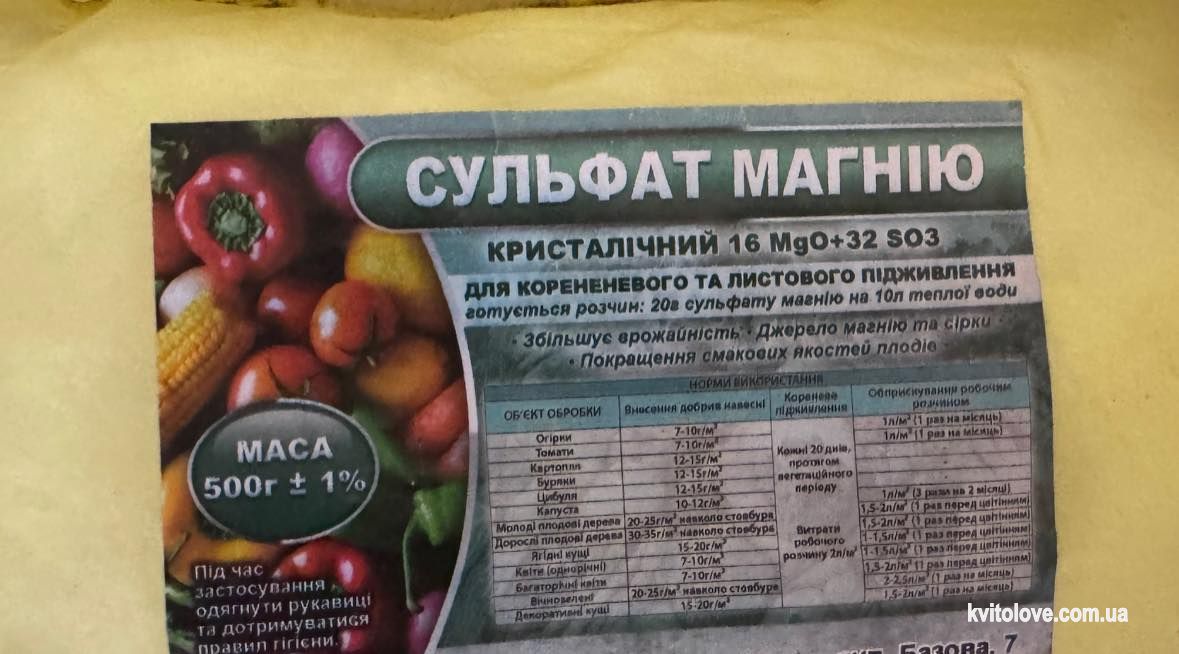 СУЛЬФАТ МАГНІЮ
КРИСТАЛІЧНИЙ 16 MgO+32 SO3
ДЛЯ КОРЕНЕНЕВОГО ТА ЛИСТОВОГО ПІДЖИВЛЕННЯ
готується розчин: 20г сульфату магнію на 10л теплої води
· Збільшує врожайність · Джерело магнію та сірки ·
· Покращення смакових якостей плодів ·
НОРМИ ВИКОРИСТАННЯ
ОБ'ЄКТ ОБРОБКИ Внесення добрив навесні Кореневе підживлення Обприскування робочим розчином
Огірки 7-10г/м² 1л/м² (1 раз на місяць)
Томати 7-10г/м² 1л/м² (1 раз на місяць)
Картопля 12-15г/м²
Буряки 12-15г/м²
Цибуля 12-15г/м²
Капуста 10-12г/м² 1л/м² (3 рази на 2 місяці)
Молоді плодові дерева 20-25г/м² навколо стовбура 1,5-2л/м² (1 раз перед цвітінням)
Дорослі плодові дерева 30-35г/м² навколо стовбура 1,5-2л/м² (1 раз перед цвітінням)
Ягідні кущі 15-20г/м² 1-1,5л/м² (1 раз перед цвітінням)
Квіти (однорічні) 7-10г/м² 1-1,5л/м² (1 раз перед цвітінням)
Багаторічні квіти 7-10г/м² 1,5-2л/м² (1 раз перед цвітінням)
Вічнозелені 20-25г/м² навколо стовбура 2-2,5л/м² (1 раз на місяць)
Декоративні кущі 15-20г/м² 1,5-2л/м² (1 раз на місяць)
Кожні 20 днів,
протягом
вегетаційного
періоду
Витрати
робочого
розчину 2л/м²
МАСА
500г ± 1%
Під час
застосування
одягнути рукавиці
та дотримуватися
правил гігієни.
Базова, 7
kvitolove.com.ua